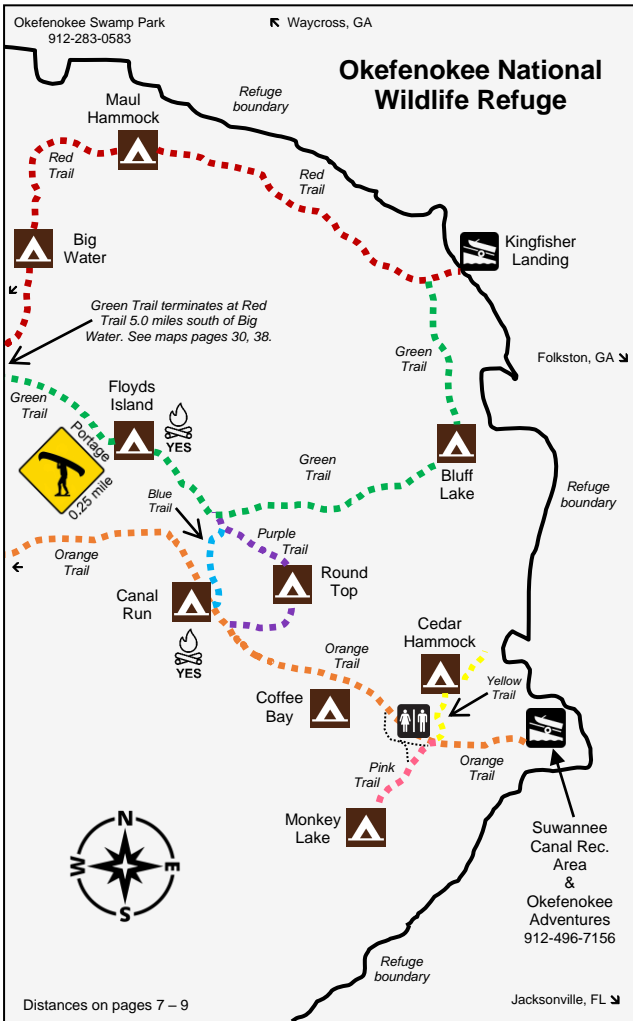 Okefenokee Swamp Park
912-283-0583
Waycross, GA
Okefenokee National
Wildlife Refuge
Refuge
boundary
Maul
Hammock
Red
Trail
Red
Trail
Big
Water
Kingfisher
Landing
Green Trail terminates at Red
Trail 5.0 miles south of Big
Water. See maps pages 30, 38.
Green
Trail
Folkston, GA
Floyds
Island
YES
Green
Trail
Portage
0.25 mile
Green
Trail
Bluff
Lake
Refuge
boundary
Blue
Trail
Purple
Trail
Orange
Trail
Round
Top
Canal
Run
YES
Cedar
Hammock
Orange
Trail
Yellow
Trail
Coffee
Bay
Orange
Trail
Pink
Trail
Monkey
Lake
Suwannee
Canal Rec.
Area
&
Okefenokee
Adventures
912-496-7156
N
W
E
S
Refuge
boundary
Distances on pages 7 – 9
Jacksonville, FL